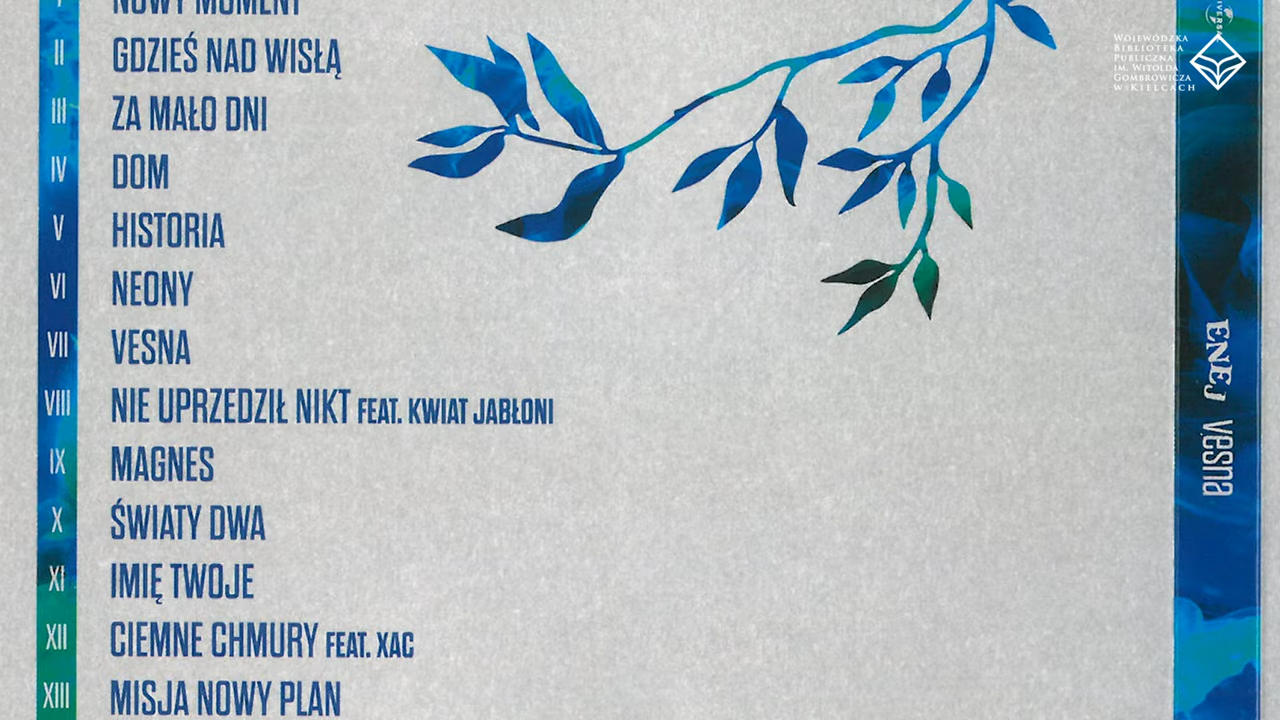 I
NOWY MOMENT
II
GDZIEŚ NAD WISŁĄ
III
ZA MAŁO DNI
IV
DOM
V
HISTORIA
VI
NEONY
VII
VESNA
VIII
NIE UPRZEDZIŁ NIKT FEAT. KWIAT JABŁONI
IX
MAGNES
X
ŚWIATY DWA
XI
IMIĘ TWOJE
XII
CIEMNE CHMURY FEAT. XAC
XIII
MISJA NOWY PLAN
WOJEWÓDZKA
BIBLIOTEKA
PUBLICZNA
IM. WITOLDA
GOMBROWICZA
W KIELCACH
ENEJ vesna